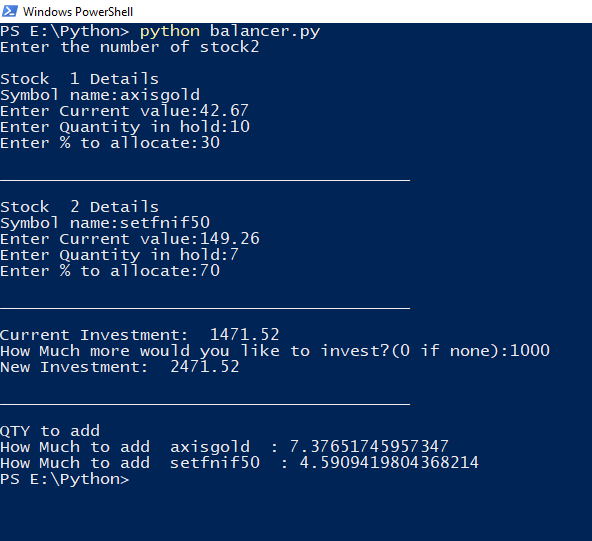 Windows PowerShell
PS E:\Python> python balancer.py
Enter the number of stock2
Stock  1 Details
Symbol name:axisgold
Enter Current value:42.67
Enter Quantity in hold:10
Enter % to allocate:30
_________________________________________
Stock  2 Details
Symbol name:setfnif50
Enter Current value:149.26
Enter Quantity in hold:7
Enter % to allocate:70
_________________________________________
Current Investment:  1471.52
How Much more would you like to invest?(0 if none):1000
New Investment:  2471.52
_________________________________________
QTY to add
How Much to add  axisgold  : 7.37651745957347
How Much to add  setfnif50  : 4.5909419804368214
PS E:\Python>